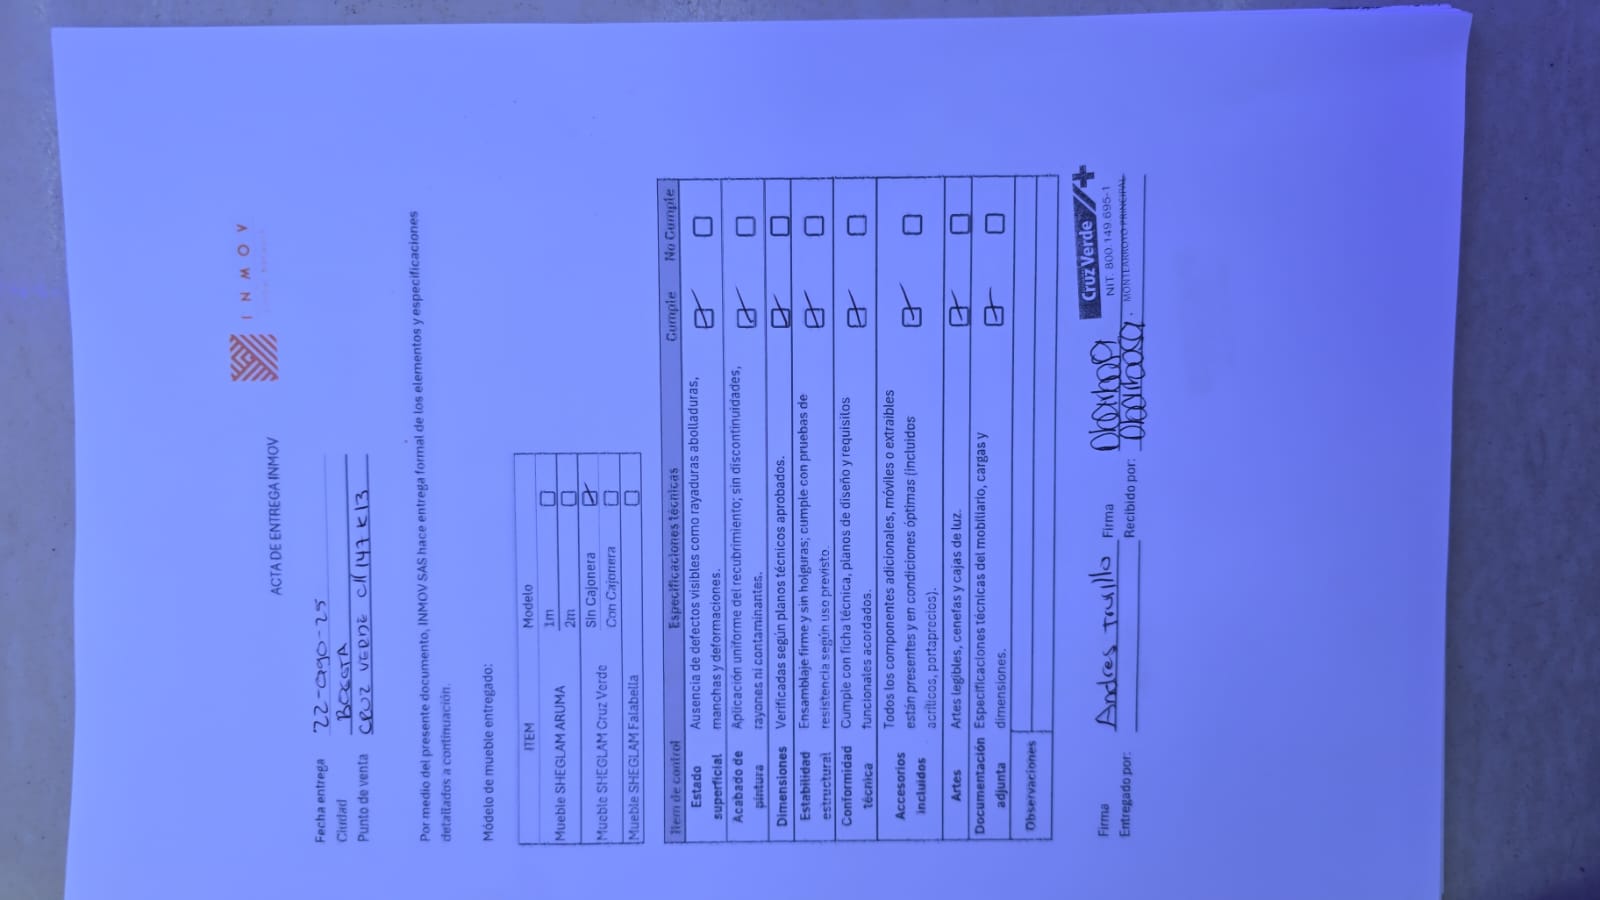 INMOV
ACTA DE ENTREGA INMOV
Fecha entrega 22-ago-25
Ciudad BOGOTA
Punto de venta CRUZ VERDE Cll 147 K13
Por medio del presente documento, INMOV SAS hace entrega formal de los elementos y especificaciones
detallados a continuación.
Módelo de mueble entregado:
ITEM Modelo
Mueble SHEGLAM ARUMA 1m
2m
Mueble SHEGLAM Cruz Verde Sin Cajonera
Con Cajonera
Mueble SHEGLAM Falabella
Item de control Especificaciones técnicas Cumple No Cumple
Estado superficial Ausencia de defectos visibles como rayaduras abolladuras,
manchas y deformaciones.
Acabado de pintura Aplicación uniforme del recubrimiento; sin discontinuidades,
rayones ni contaminantes.
Dimensiones Verificadas según planos técnicos aprobados.
Estabilidad estructural Ensamblaje firme y sin holguras; cumple con pruebas de
resistencia según uso previsto.
Conformidad técnica Cumple con ficha técnica, planos de diseño y requisitos
funcionales acordados.
Accesorios incluidos Todos los componentes adicionales, móviles o extraibles
están presentes y en condiciones óptimas (incluidos
acrílicos, portaprecios).
Artes Artes legibles, cenefas y cajas de luz.
Documentación adjunta Especificaciones técnicas del mobiliario, cargas y
dimensiones.
Observaciones
Firma Andres Trujillo Firma
Entregado por: Recibido por:
Cruz Verde
NIT. 800.149.695-1
MONTEARROYO PRINCIPAL